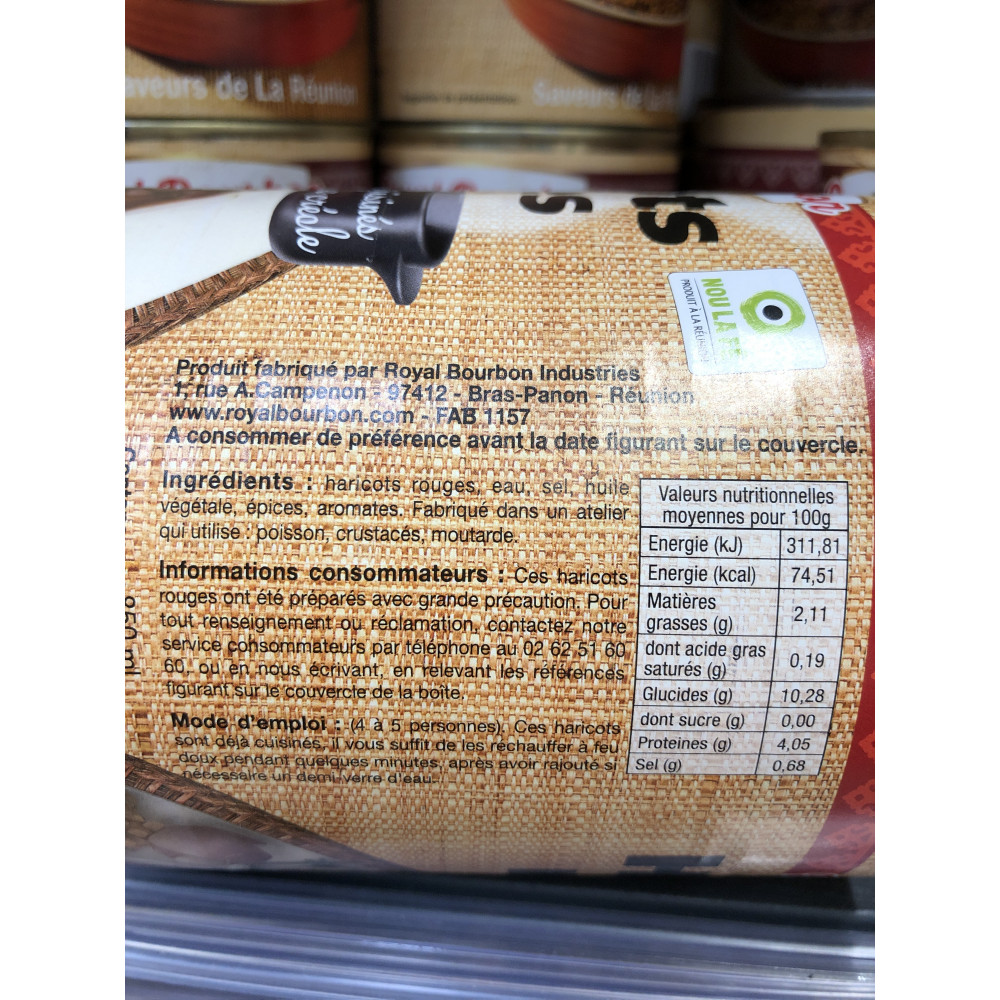 Saveurs de La Réunion
Saveurs de La
cuisinés
créole
ts
s
NOU LA
PRODUIT À LA RÉUNION
Produit fabriqué par Royal Bourbon Industries
1, rue A.Campenon - 97412 - Bras-Panon - Réunion
www.royalbourbon.com - FAB 1157
A consommer de préférence avant la date figurant sur le couvercle.
Ingrédients : haricots rouges, eau, sel, huile
végétale, épices, aromates. Fabriqué dans un atelier
qui utilise : poisson, crustacés, moutarde.
Informations consommateurs : Ces haricots
rouges ont été préparés avec grande précaution. Pour
tout renseignement ou réclamation, contactez notre
service consommateurs par téléphone au 02 62 51 60
60, ou en nous écrivant, en relevant les références
figurant sur le couvercle de la boîte.
Mode d'emploi : (4 à 5 personnes). Ces haricots
sont déjà cuisinés, il vous suffit de les réchauffer à feu
doux pendant quelques minutes, après avoir rajouté si
nécessaire un demi-verre d'eau.
Valeurs nutritionnelles
moyennes pour 100g
Energie (kJ) 311,81
Energie (kcal) 74,51
Matières
grasses (g) 2,11
dont acide gras
saturés (g) 0,19
Glucides (g) 10,28
dont sucre (g) 0,00
Proteines (g) 4,05
Sel (g) 0,68
850 ml